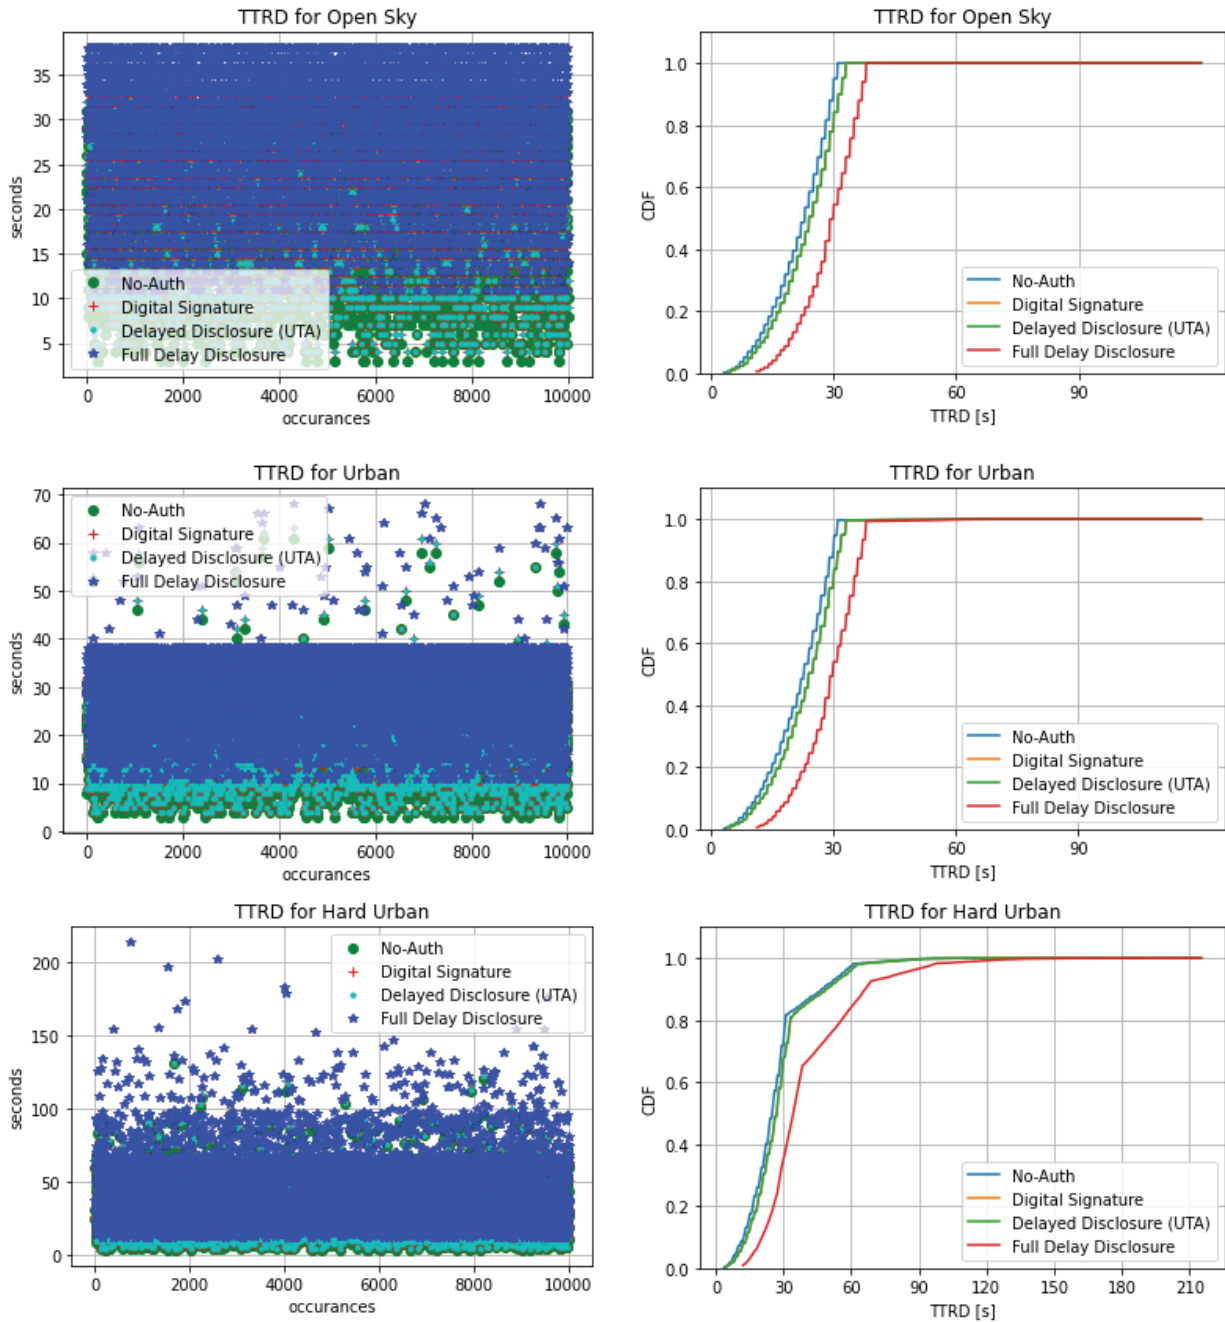 TTRD for Open Sky
seconds
35
30
25
20
15
10
5
No-Auth
Digital Signature
Delayed Disclosure (UTA)
Full Delay Disclosure
0 2000 4000 6000 8000 10000
occurances
TTRD for Open Sky
CDF
1.0
0.8
0.6
0.4
0.2
0.0
No-Auth
Digital Signature
Delayed Disclosure (UTA)
Full Delay Disclosure
0 30 60 90
TTRD [s]
TTRD for Urban
seconds
70
60
50
40
30
20
10
0
No-Auth
Digital Signature
Delayed Disclosure (UTA)
Full Delay Disclosure
0 2000 4000 6000 8000 10000
occurances
TTRD for Urban
CDF
1.0
0.8
0.6
0.4
0.2
0.0
No-Auth
Digital Signature
Delayed Disclosure (UTA)
Full Delay Disclosure
0 30 60 90
TTRD [s]
TTRD for Hard Urban
seconds
200
150
100
50
0
No-Auth
Digital Signature
Delayed Disclosure (UTA)
Full Delay Disclosure
0 2000 4000 6000 8000 10000
occurances
TTRD for Hard Urban
CDF
1.0
0.8
0.6
0.4
0.2
0.0
No-Auth
Digital Signature
Delayed Disclosure (UTA)
Full Delay Disclosure
0 30 60 90 120 150 180 210
TTRD [s]